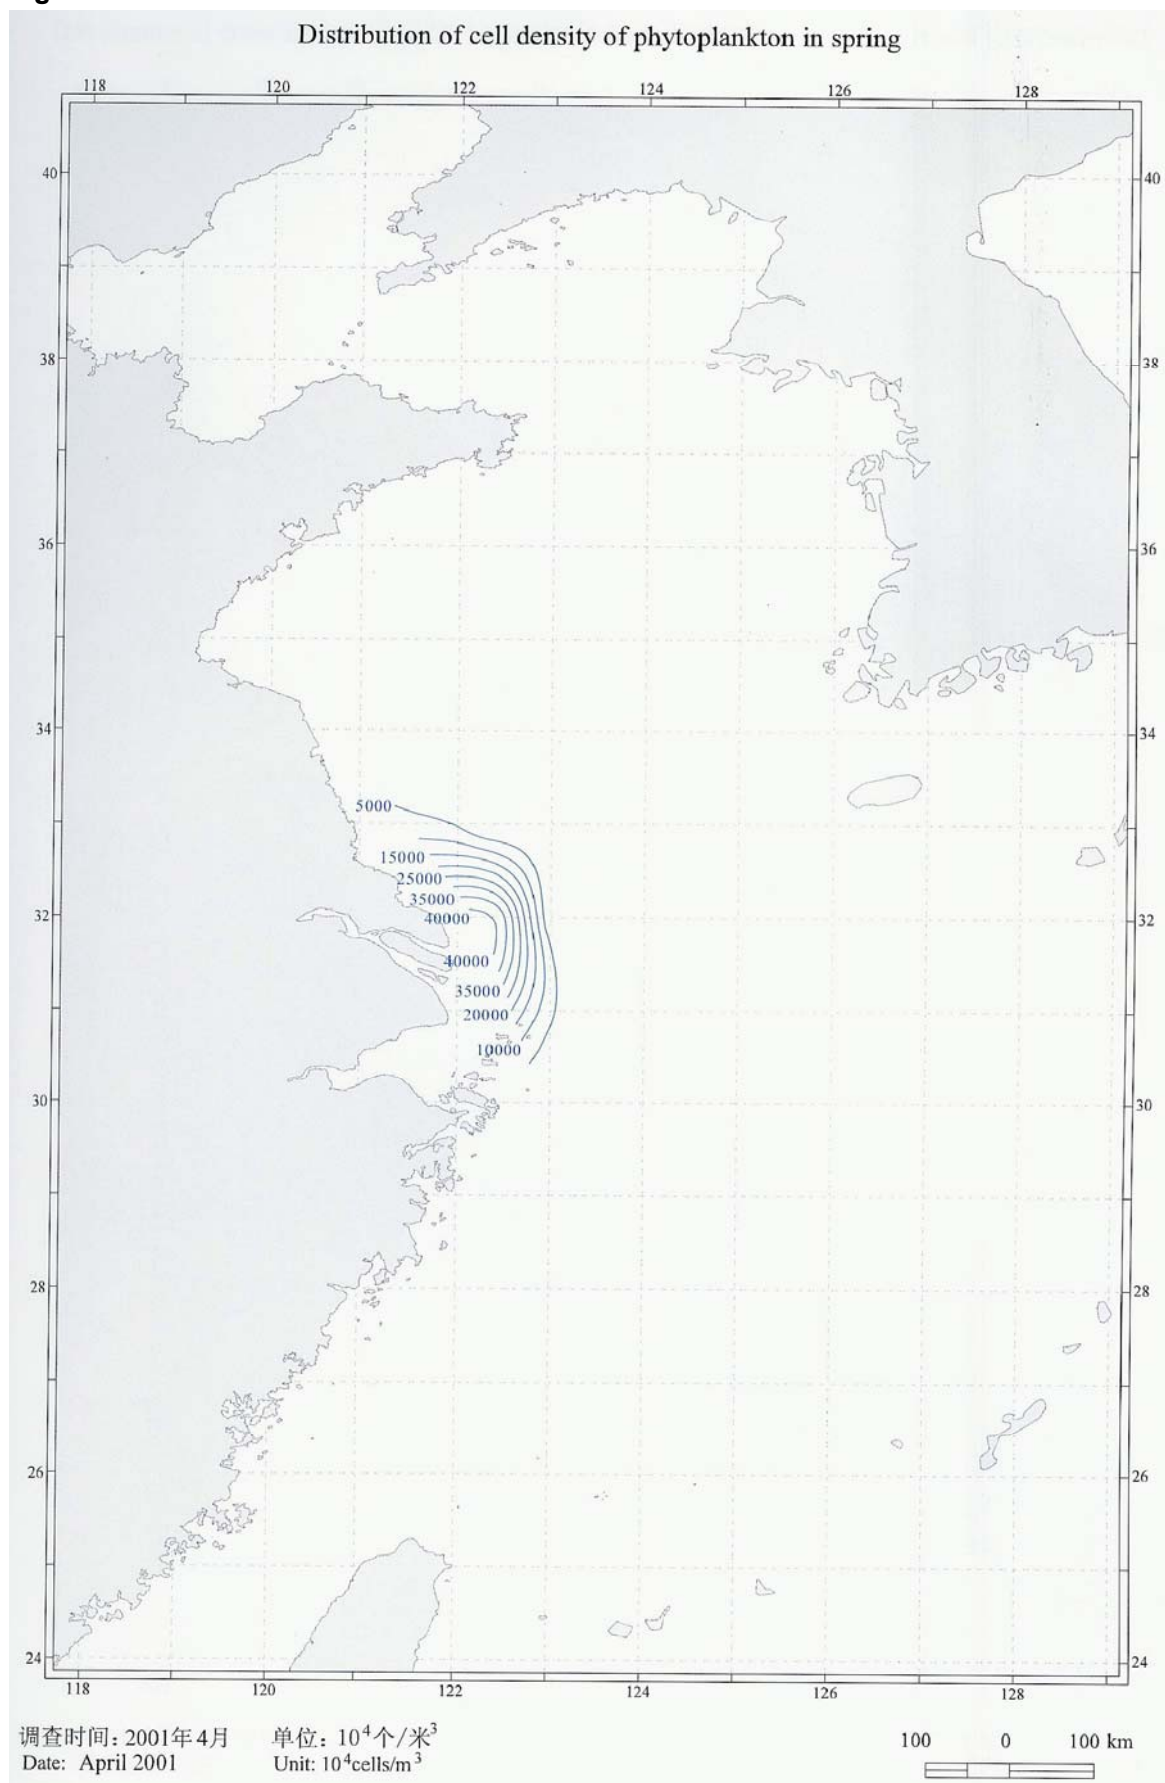 Distribution of cell density of phytoplankton in spring
118 120 122 124 126 128
40 40
38 38
36 36
34 34
5000
15000
25000
35000
32 40000 32
40000
35000
20000
10000
30 30
28 28
26 26
24 24
118 120 122 124 126 128
调查时间: 2001年4月 单位: 10⁴个/米³
Date: April 2001 Unit: 10⁴cells/m³
100 0 100 km